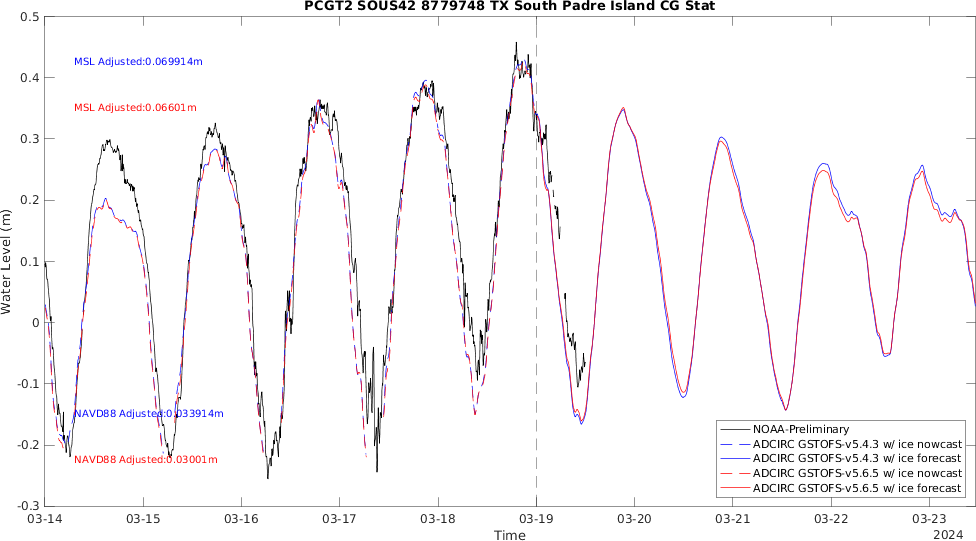 PCGT2 SOUS42 8779748 TX South Padre Island CG Stat
0.5
0.4
0.3
0.2
0.1
0
-0.1
-0.2
-0.3
Water Level (m)
MSL Adjusted:0.069914m
MSL Adjusted:0.06601m
NAVD88 Adjusted:0.033914m
NAVD88 Adjusted:0.03001m
NOAA-Preliminary
ADCIRC GSTOFS-v5.4.3 w/ ice nowcast
ADCIRC GSTOFS-v5.4.3 w/ ice forecast
ADCIRC GSTOFS-v5.6.5 w/ ice nowcast
ADCIRC GSTOFS-v5.6.5 w/ ice forecast
03-14 03-15 03-16 03-17 03-18 03-19 03-20 03-21 03-22 03-23
Time
2024